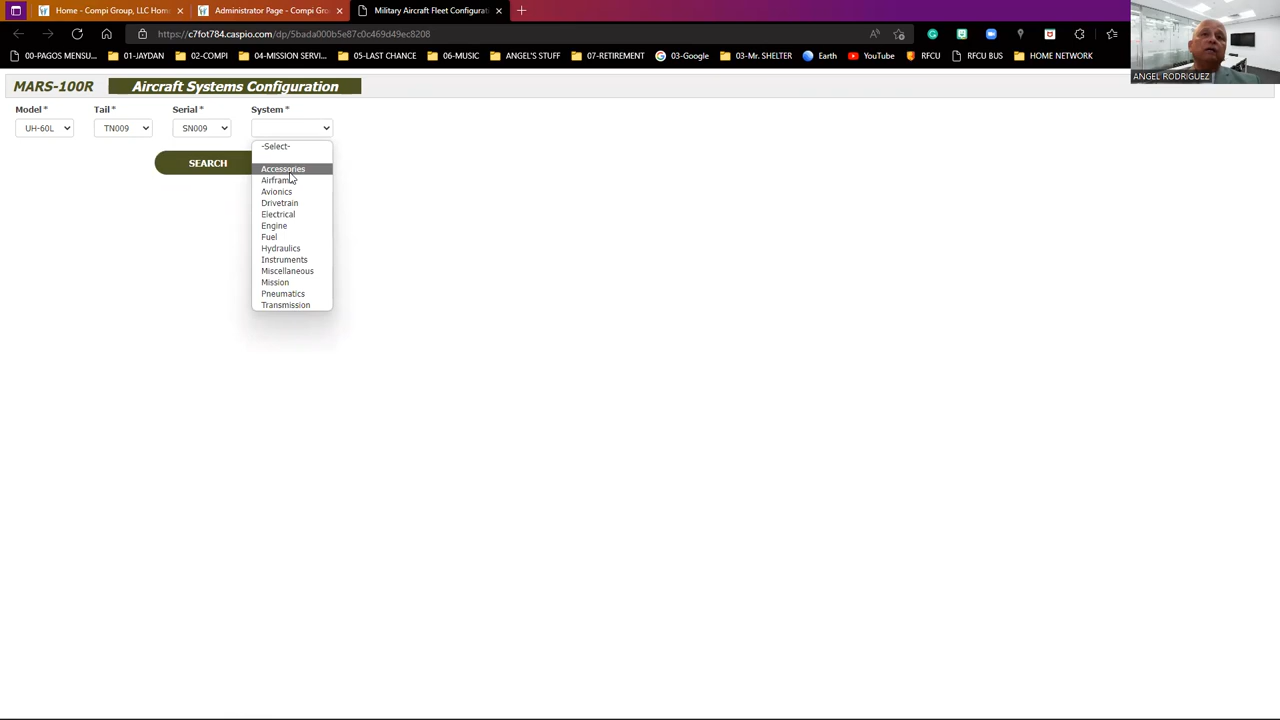 Home - Compi Group, LLC Hom
Administrator Page - Compi Gro
Military Aircraft Fleet Configurat
https://c7fot784.caspio.com/dp/5bada000b5e87c0c469d49ec8208
00-PAGOS MENSU...
01-JAYDAN
02-COMPI
04-MISSION SERVI...
05-LAST CHANCE
06-MUSIC
ANGEL'S STUFF
07-RETIREMENT
03-Google
03-Mr. SHELTER
Earth
YouTube
RFCU
RFCU BUS
HOME NETWORK
ANGEL RODRIGUEZ
MARS-100R
Aircraft Systems Configuration
Model * Tail * Serial * System *
UH-60L TN009 SN009
SEARCH
-Select-
Accessories
Airframe
Avionics
Drivetrain
Electrical
Engine
Fuel
Hydraulics
Instruments
Miscellaneous
Mission
Pneumatics
Transmission